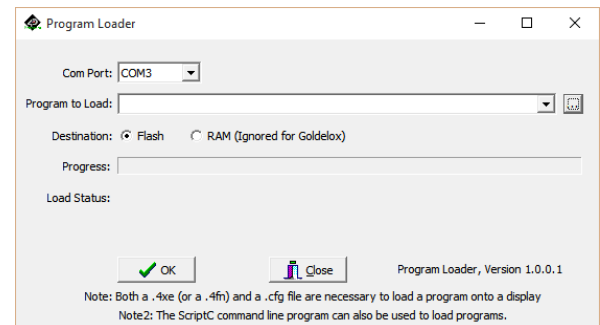 Program Loader
Com Port: COM3
Program to Load:
Destination: Flash RAM (Ignored for Goldelox)
Progress:
Load Status:
OK Close Program Loader, Version 1.0.0.1
Note: Both a .4xe (or a .4fn) and a .cfg file are necessary to load a program onto a display
Note2: The ScriptC command line program can also be used to load programs.